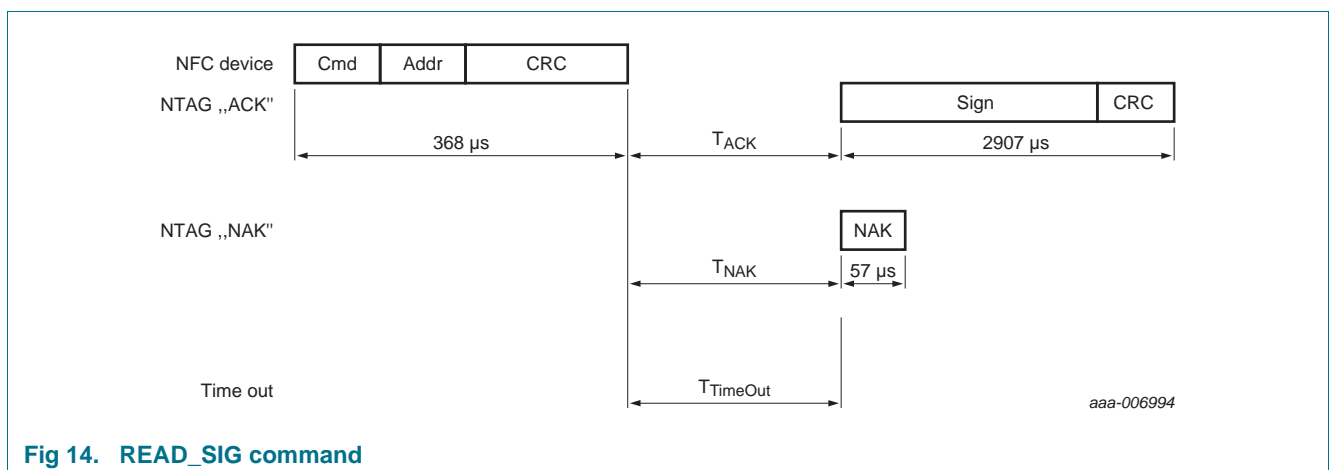 NFC device Cmd Addr CRC
NTAG ,,ACK" Sign CRC
368 µs TACK 2907 µs
NTAG ,,NAK" NAK
TNAK 57 µs
Time out TTimeOut aaa-006994
Fig 14. READ_SIG command